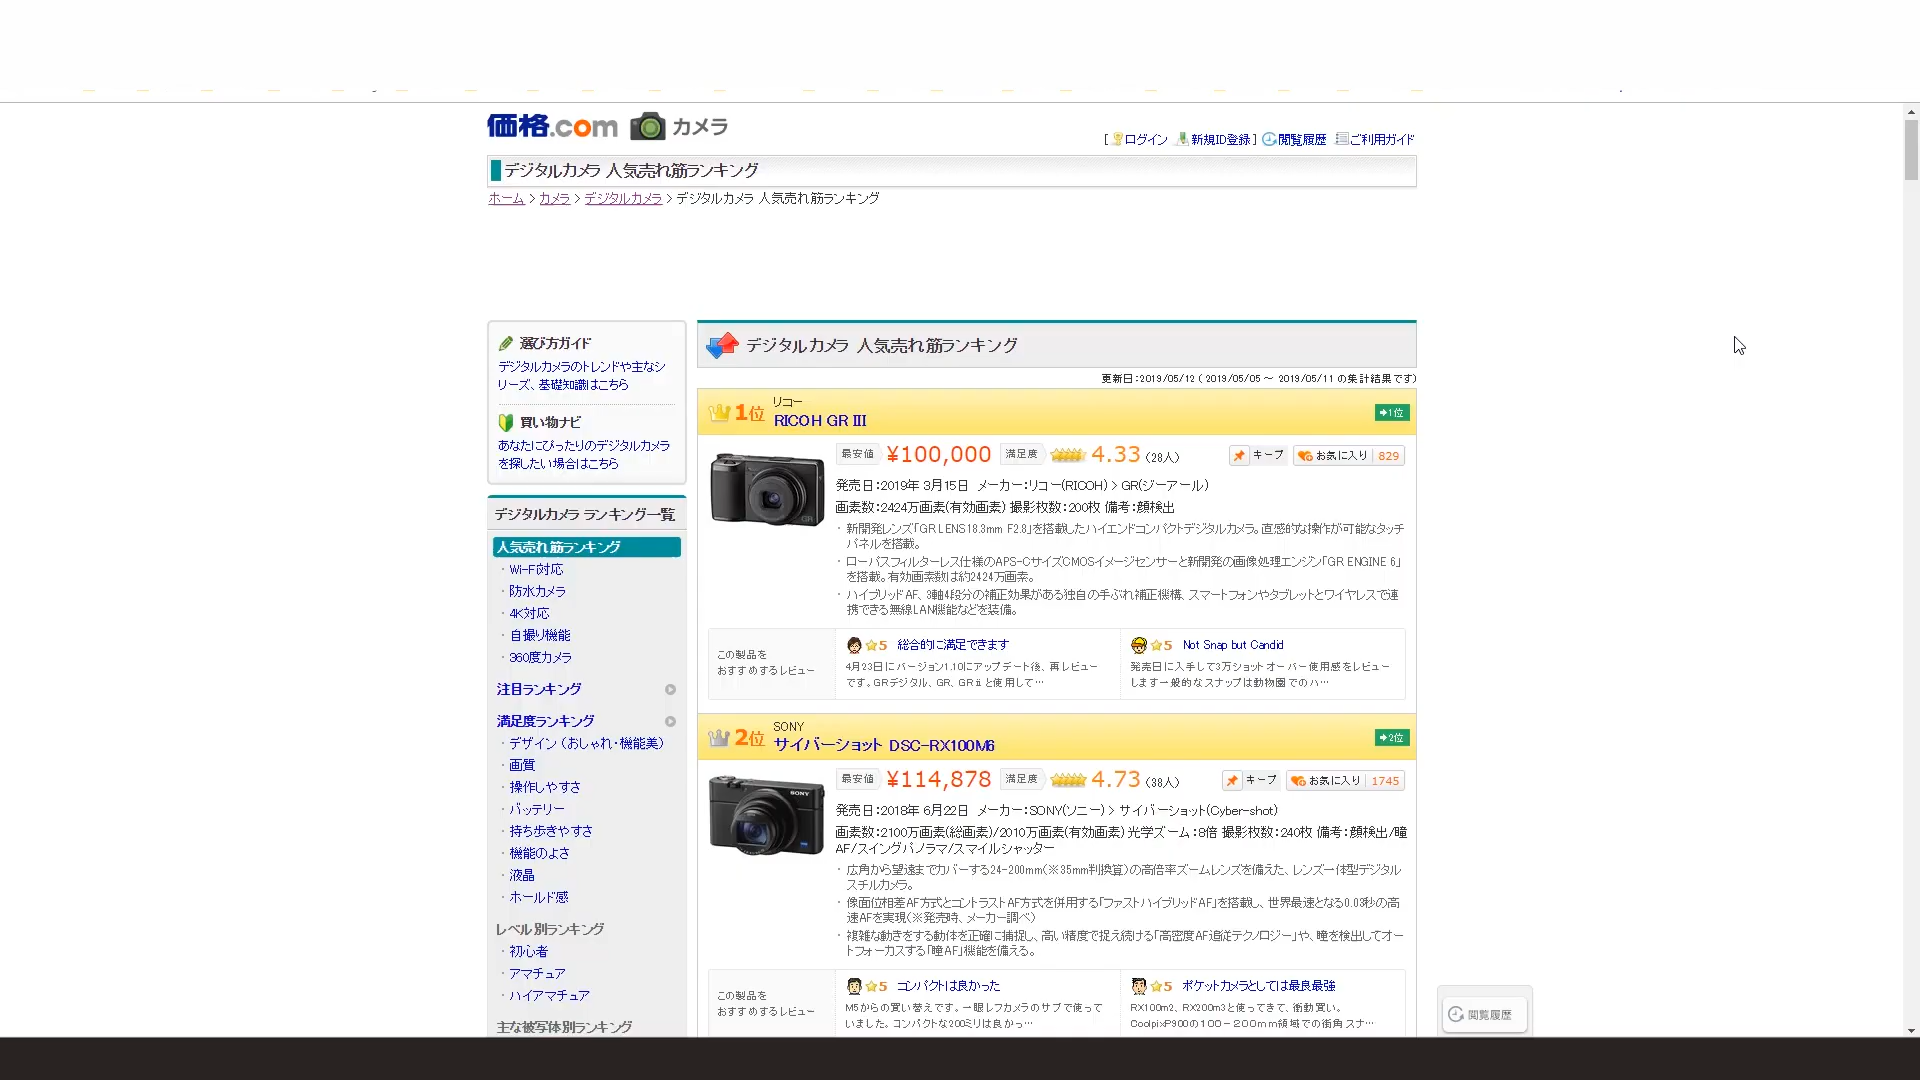 価格.com カメラ
[ ログイン 新規ID登録 ] 閲覧履歴 ご利用ガイド
デジタルカメラ 人気売れ筋ランキング
ホーム > カメラ > デジタルカメラ > デジタルカメラ 人気売れ筋ランキング
選び方ガイド
デジタルカメラのトレンドや主なシ
リーズ、基礎知識はこちら
買い物ナビ
あなたにぴったりのデジタルカメラ
を探したい場合はこちら
デジタルカメラ ランキング一覧
人気売れ筋ランキング
・Wi-Fi対応
・防水カメラ
・4K対応
・自撮り機能
・360度カメラ
注目ランキング
満足度ランキング
・デザイン（おしゃれ・機能美）
・画質
・操作しやすさ
・バッテリー
・持ち歩きやすさ
・機能のよさ
・液晶
・ホールド感
レベル別ランキング
・初心者
・アマチュア
・ハイアマチュア
主な被写体別ランキング
デジタルカメラ 人気売れ筋ランキング
更新日:2019/05/12 ( 2019/05/05 ～ 2019/05/11 の集計結果です)
1位 リコー
RICOH GR III
1位
最安値 ¥100,000 満足度 4.33 (28人) キープ お気に入り 829
GR
発売日:2019年 3月15日 メーカー:リコー(RICOH) > GR(ジーアール)
画素数:2424万画素(有効画素) 撮影枚数:200枚 備考:顔検出
・新開発レンズ「GR LENS 18.3mm F2.8」を搭載したハイエンドコンパクトデジタルカメラ。直感的な操作が可能なタッチ
パネルを搭載。
・ローパスフィルターレス仕様のAPS-CサイズCMOSイメージセンサーと新開発の画像処理エンジン「GR ENGINE 6」
を搭載。有効画素数は約2424万画素。
・ハイブリッドAF、3軸4段分の補正効果がある独自の手ぶれ補正機構、スマートフォンやタブレットとワイヤレスで連
携できる無線LAN機能などを装備。
この製品を
おすすめするレビュー
5 総合的に満足できます
4月23日にバージョン1.10にアップデート後、再レビュー
です。GRデジタル、GR、GRⅱと使用して…
5 Not Snap but Candid
発売日に入手して3万ショットオーバー使用感をレビュー
します→般的なスナップは動物園でのハ…
2位 SONY
サイバーショット DSC-RX100M6
2位
最安値 ¥114,878 満足度 4.73 (38人) キープ お気に入り 1745
SONY
発売日:2018年 6月22日 メーカー:SONY(ソニー) > サイバーショット(Cyber-shot)
画素数:2100万画素(総画素)/2010万画素(有効画素) 光学ズーム:8倍 撮影枚数:240枚 備考:顔検出/瞳
AF/スイングパノラマ/スマイルシャッター
・広角から望遠までカバーする24-200mm(※35mm判換算)の高倍率ズームレンズを備えた、レンズ一体型デジタル
スチルカメラ。
・像面位相差AF方式とコントラストAF方式を併用する「ファストハイブリッドAF」を搭載し、世界最速となる0.03秒の高
速AFを実現(※発売時、メーカー調べ)
・複雑な動きをする動体を正確に捕捉し、高い精度で捉え続ける「高密度AF追従テクノロジー」や、瞳を検出してオー
トフォーカスする「瞳AF」機能を備える。
この製品を
おすすめするレビュー
5 コンパクトは良かった
M5からの買い替えです。一眼レフカメラのサブで使って
いました。コンパクトな200ミリは良かっ…
5 ポケットカメラとしては最良最強
RX100m2、RX200m3と使ってきて、衝動買い。
CoolpixP900の100－200mm領域での街角スナ…
閲覧履歴